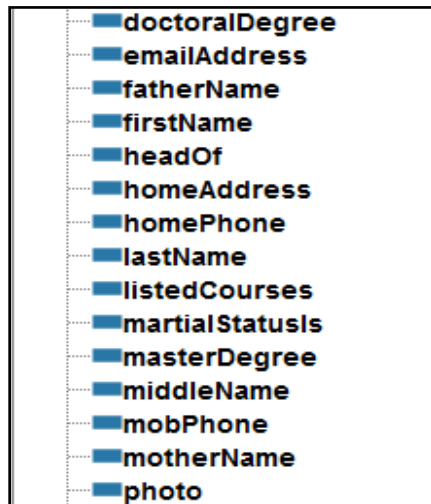 doctoralDegree
emailAddress
fatherName
firstName
headOf
homeAddress
homePhone
lastName
listedCourses
martialStatusIs
masterDegree
middleName
mobPhone
motherName
photo